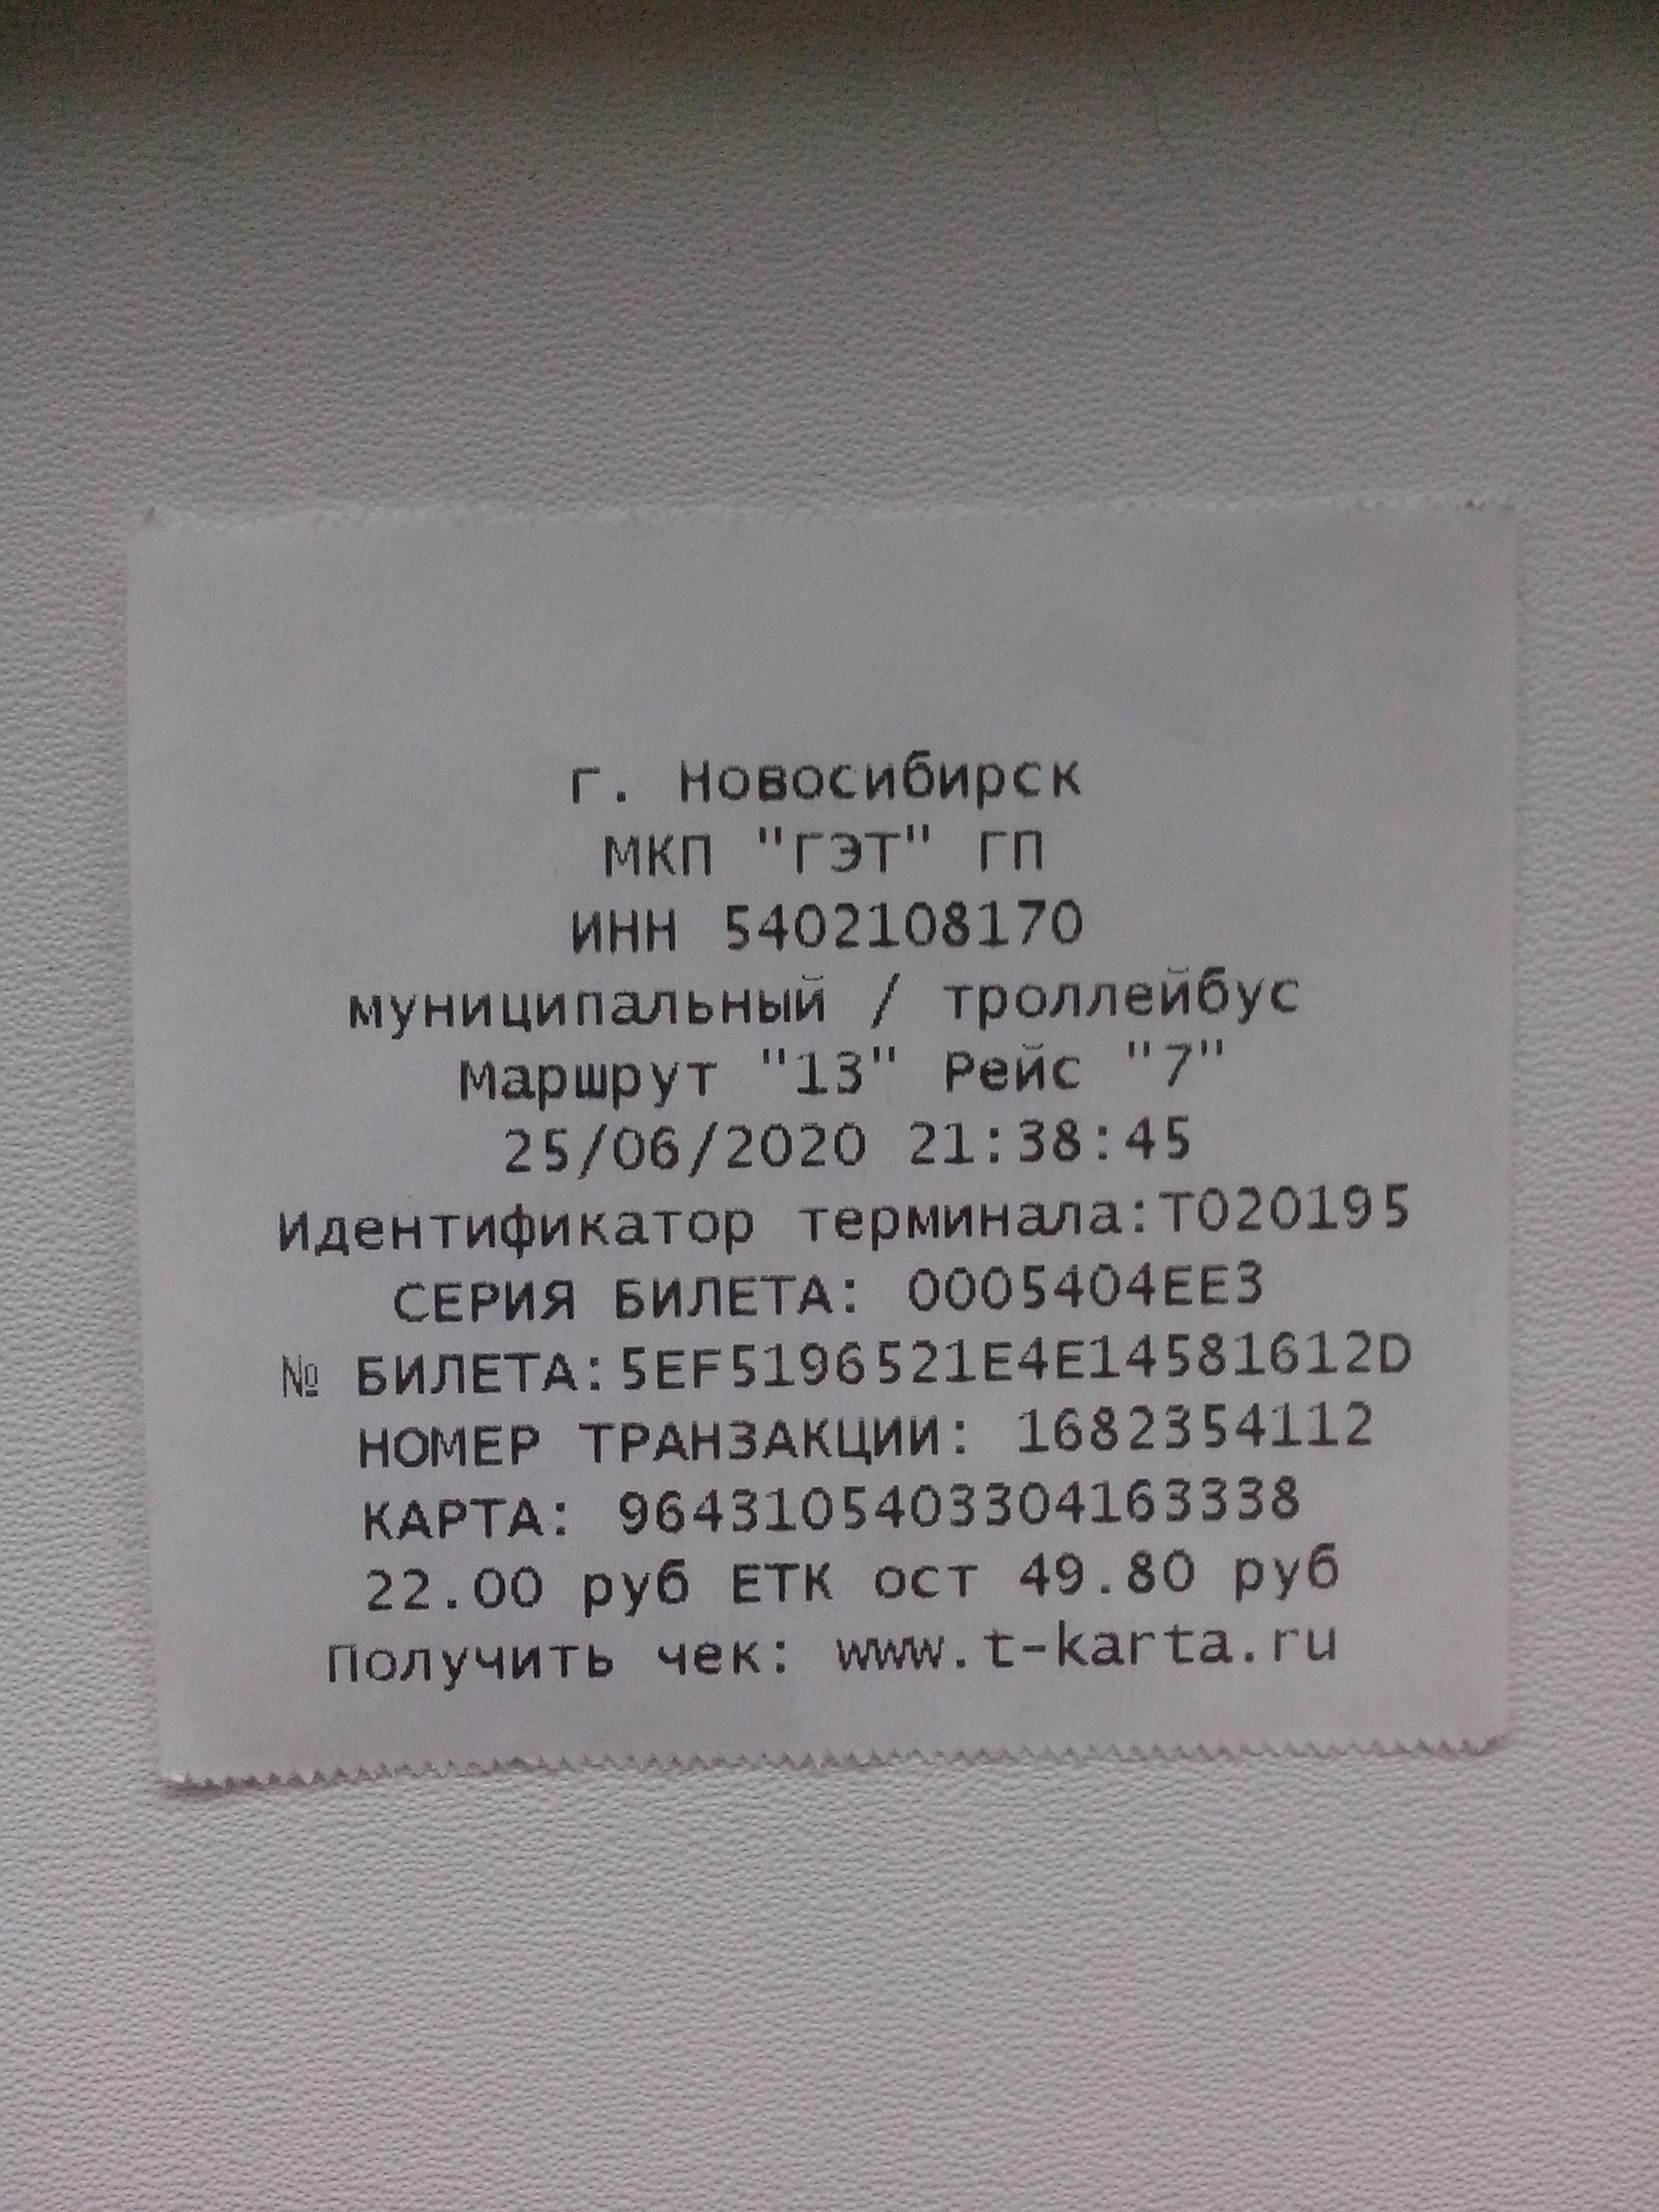 г. Новосибирск
МКП "ГЭТ" ГП
ИНН 5402108170
муниципальный / троллейбус
Маршрут "13" Рейс "7"
25/06/2020 21:38:45
Идентификатор терминала:Т020195
СЕРИЯ БИЛЕТА: 0005404EE3
№ БИЛЕТА:5EF5196521E4E14581612D
НОМЕР ТРАНЗАКЦИИ: 1682354112
КАРТА: 9643105403304163338
22.00 руб ЕТК ост 49.80 руб
Получить чек: www.t-karta.ru